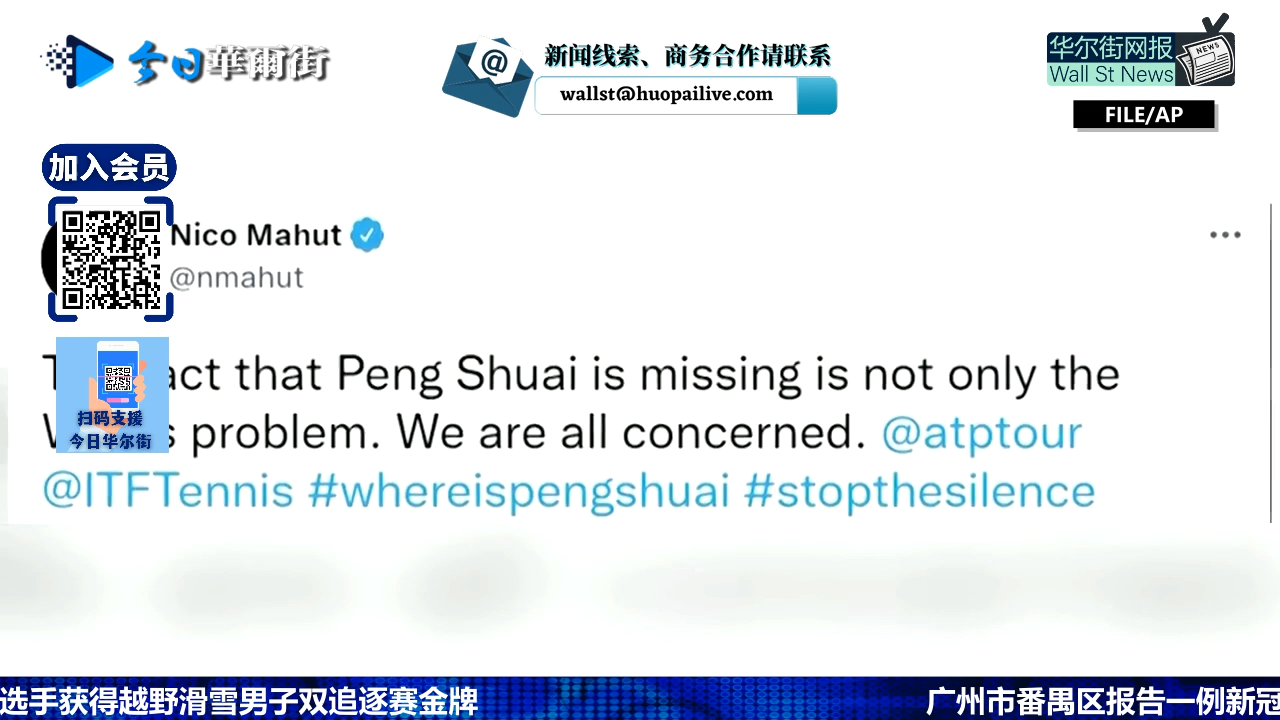 今日華爾街
新闻线索、商务合作请联系
wallst@huopailive.com
华尔街网报
Wall St News
NEWS
FILE/AP
加入会员
Nico Mahut
@nmahut
扫码支援
今日华尔街
act that Peng Shuai is missing is not only the
problem. We are all concerned. @atptour
@ITFTennis #whereispengshuai #stopthesilence
选手获得越野滑雪男子双追逐赛金牌 广州市番禺区报告一例新冠